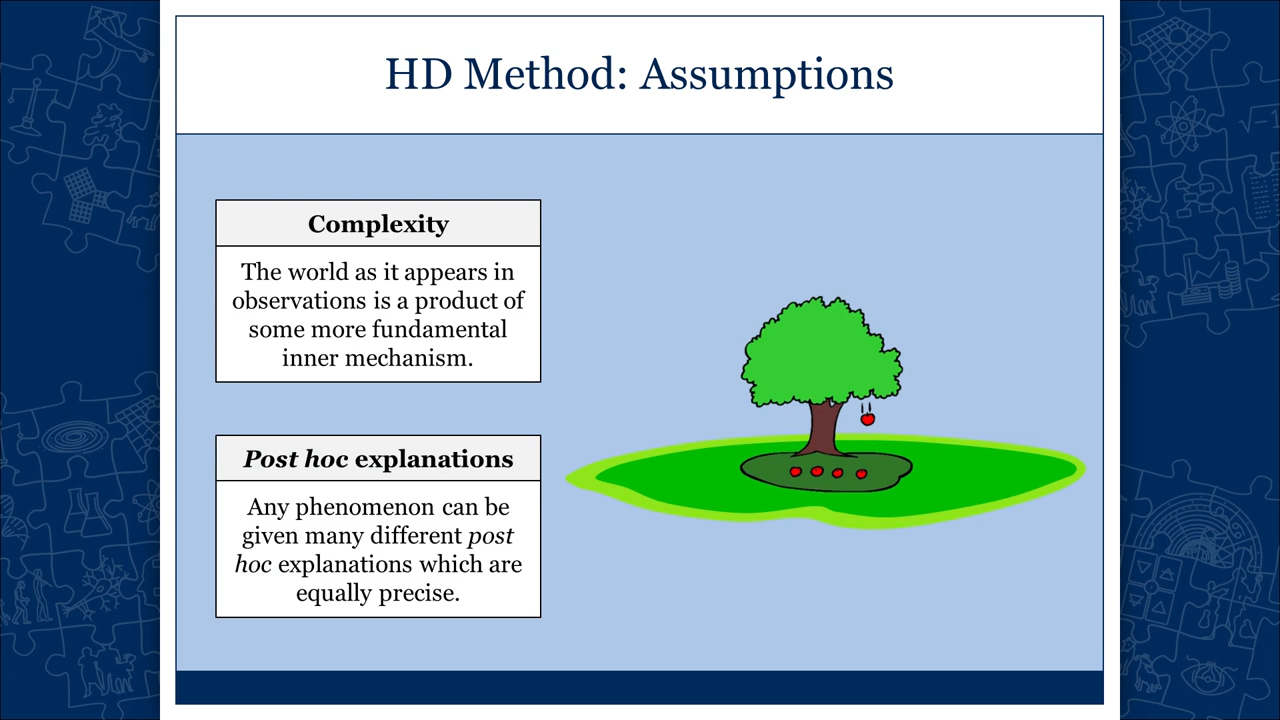 HD Method: Assumptions
Complexity
The world as it appears in
observations is a product of
some more fundamental
inner mechanism.
Post hoc explanations
Any phenomenon can be
given many different post
hoc explanations which are
equally precise.